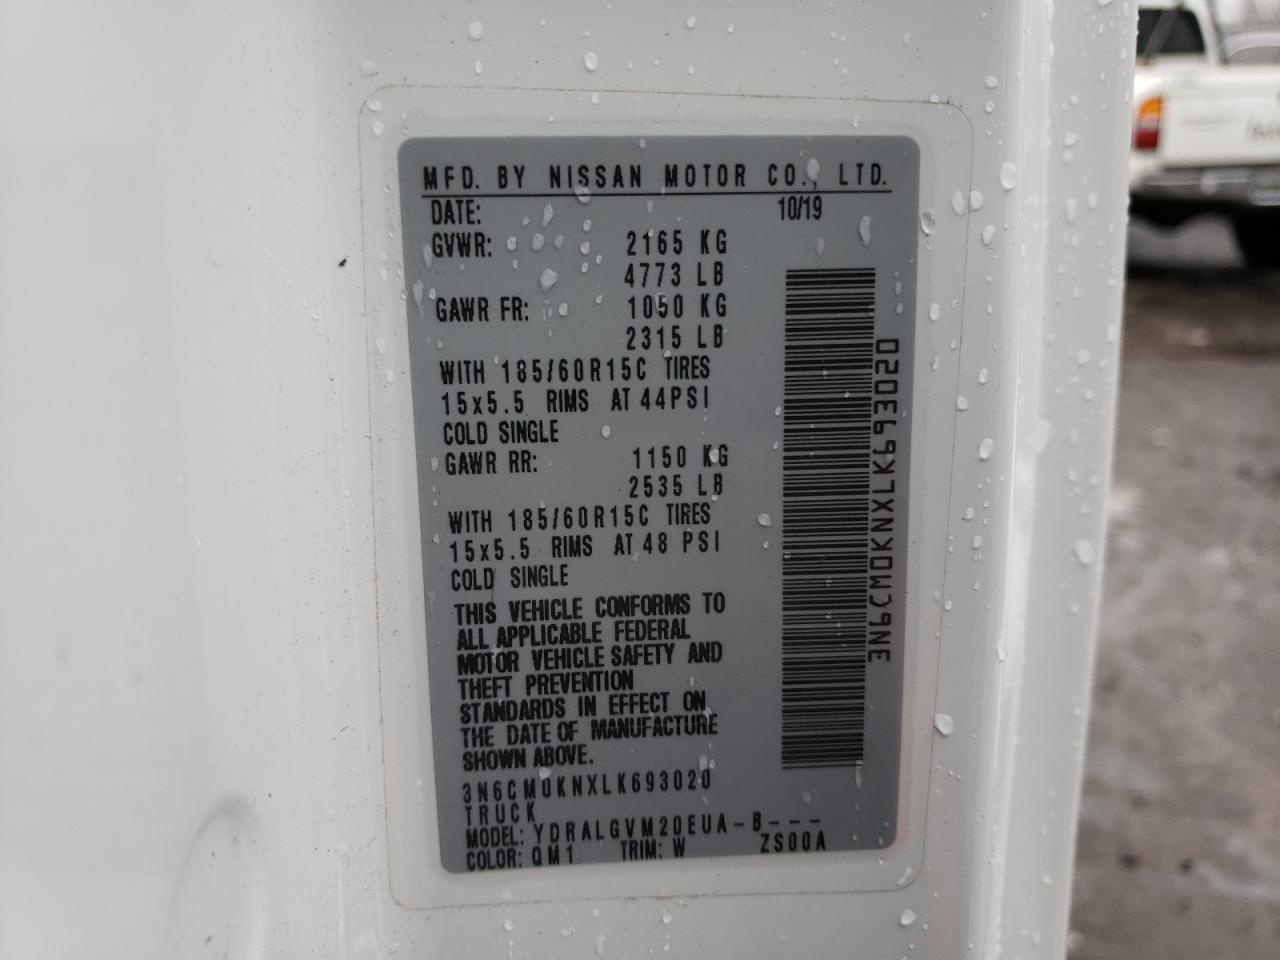 MFD. BY NISSAN MOTOR CO., LTD.
DATE: 10/19
GVWR: 2165 KG
4773 LB
GAWR FR: 1050 KG
2315 LB
WITH 185/60R15C TIRES
15x5.5 RIMS AT 44PSI
COLD SINGLE
GAWR RR: 1150 KG
2535 LB
WITH 185/60R15C TIRES
15x5.5 RIMS AT 48 PSI
COLD SINGLE
THIS VEHICLE CONFORMS TO
ALL APPLICABLE FEDERAL
MOTOR VEHICLE SAFETY AND
THEFT PREVENTION
STANDARDS IN EFFECT ON
THE DATE OF MANUFACTURE
SHOWN ABOVE.
3N6CM0KNXLK693020
TRUCK
MODEL: YDRALGVM20EUA-B---
COLOR: QM1 TRIM: W ZS00A
3N6CM0KNXLK693020